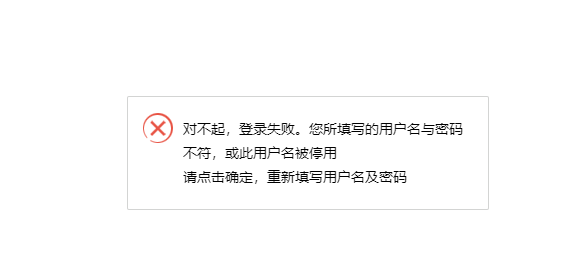 对不起，登录失败。您所填写的用户名与密码
不符，或此用户名被停用
请点击确定，重新填写用户名及密码